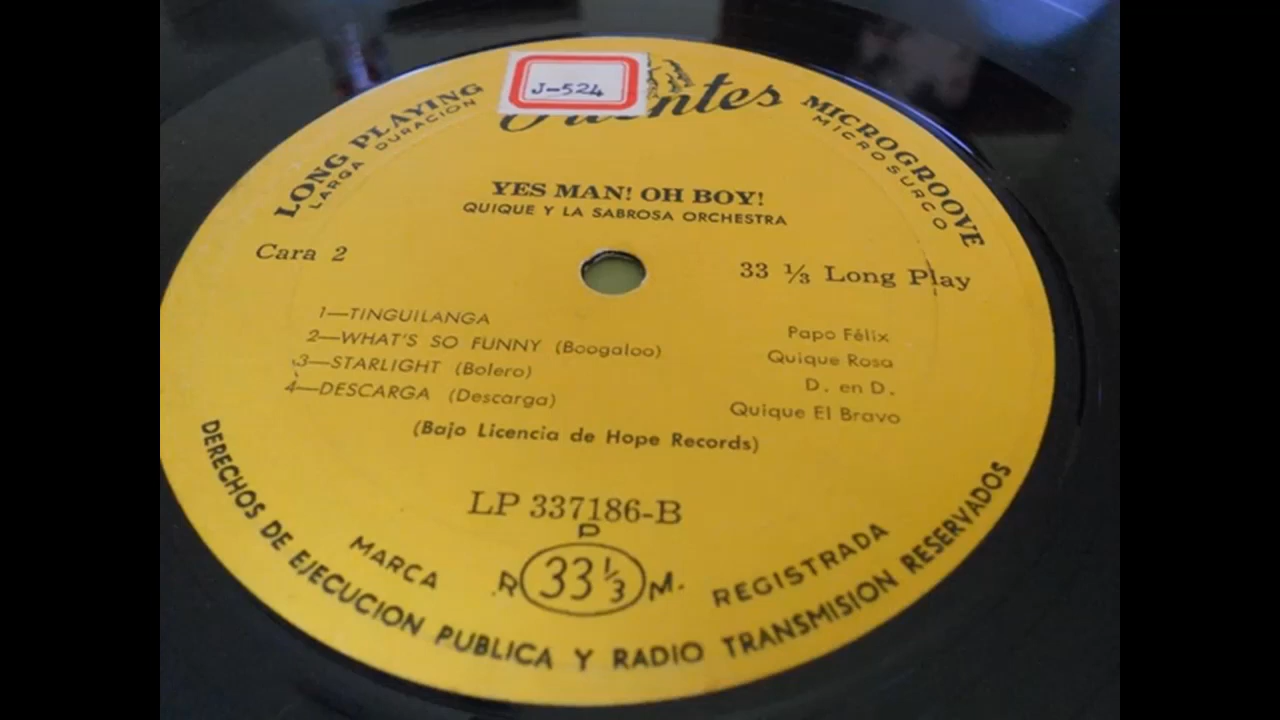 J-524
LONG PLAYING
LARGA DURACION
MICROGROOVE
MICROSURCO
YES MAN! OH BOY!
QUIQUE Y LA SABROSA ORCHESTRA
Cara 2
33 ⅓ Long Play
1—TINGUILANGA Papo Félix
2—WHAT'S SO FUNNY (Boogaloo) Quique Rosa
3—STARLIGHT (Bolero) D. en D.
4—DESCARGA (Descarga) Quique El Bravo
(Bajo Licencia de Hope Records)
LP 337186-B
R 33 ⅓ P.M.
MARCA REGISTRADA
DERECHOS DE EJECUCION PUBLICA Y RADIO TRANSMISION RESERVADOS